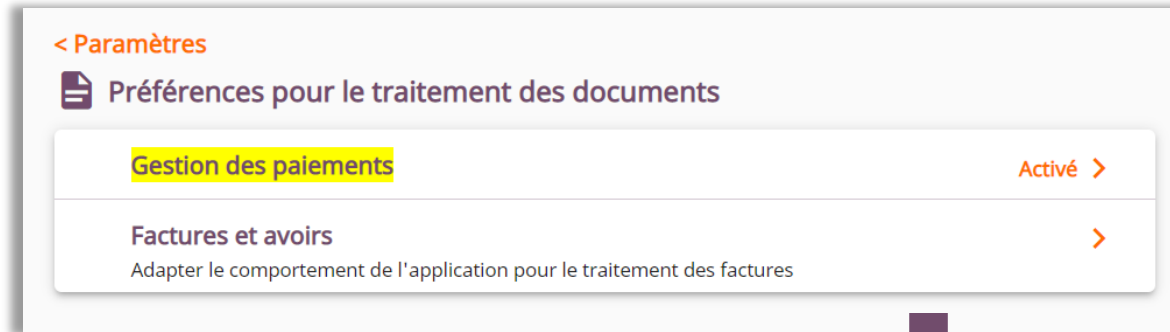 < Paramètres
Préférences pour le traitement des documents
Gestion des paiements
Activé >
Factures et avoirs
>
Adapter le comportement de l'application pour le traitement des factures